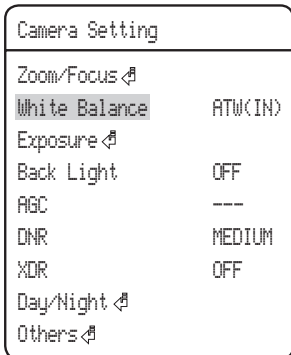 Camera Setting
Zoom/Focus
White Balance ATW(IN)
Exposure
Back Light OFF
AGC ---
DNR MEDIUM
XDR OFF
Day/Night
Others